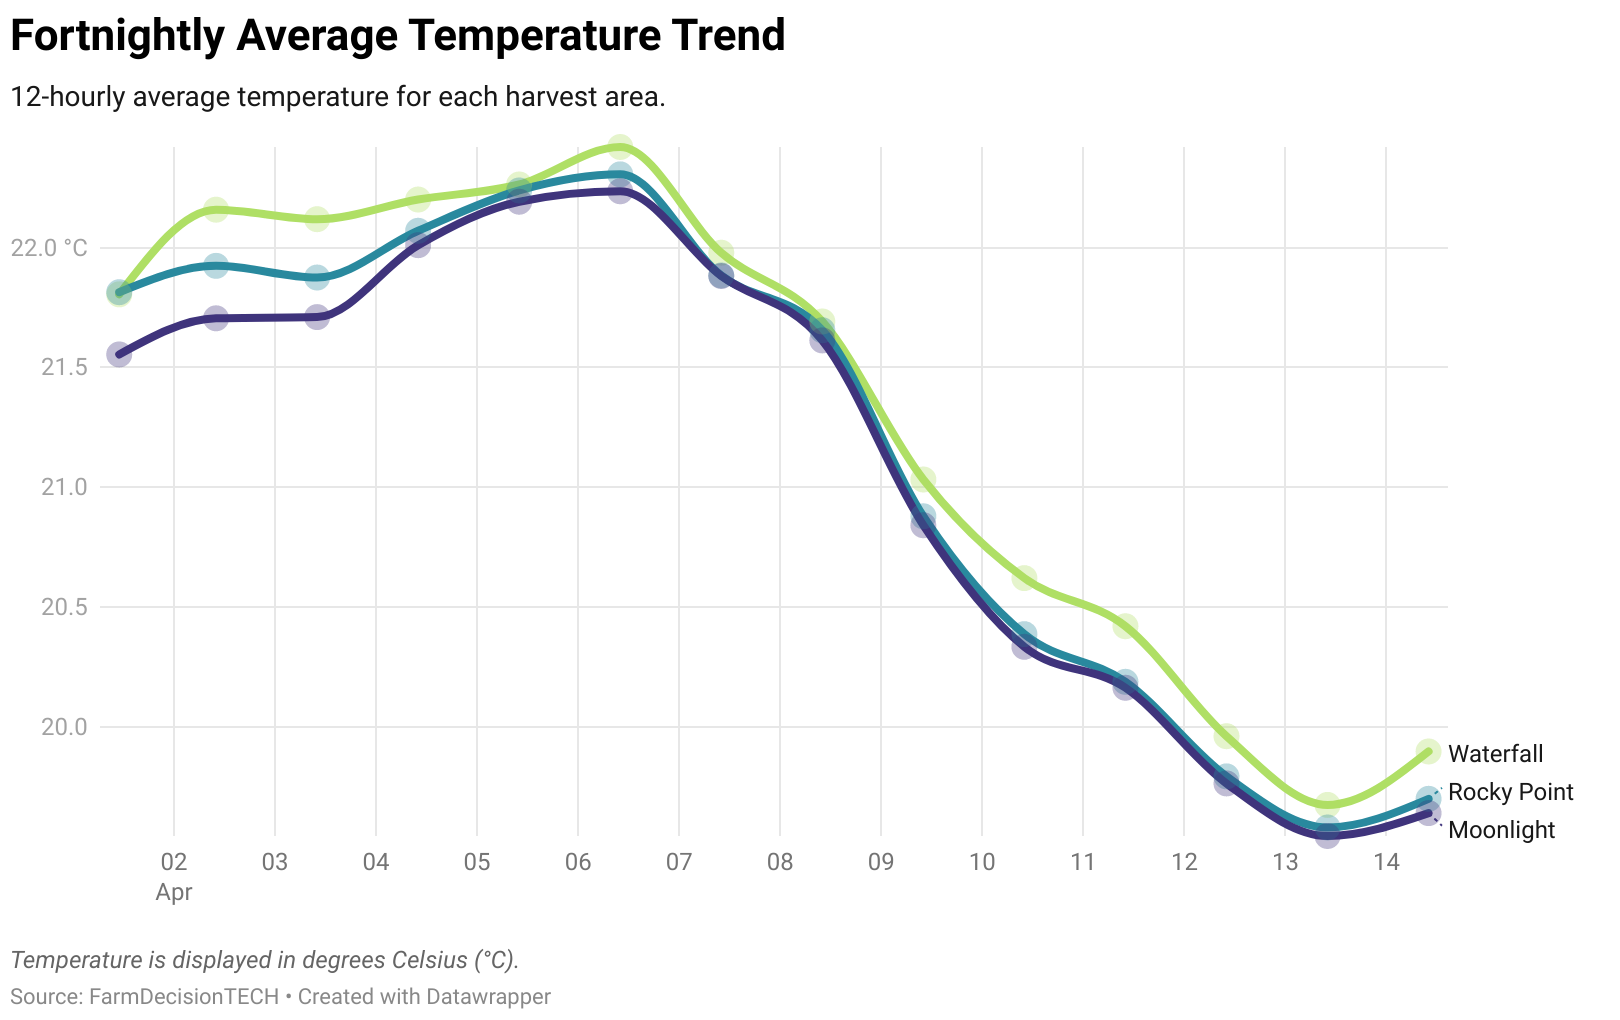 Fortnightly Average Temperature Trend
12-hourly average temperature for each harvest area.
22.0 °C
21.5
21.0
20.5
20.0
Waterfall
Rocky Point
Moonlight
02 03 04 05 06 07 08 09 10 11 12 13 14
Apr
Temperature is displayed in degrees Celsius (°C).
Source: FarmDecisionTECH • Created with Datawrapper